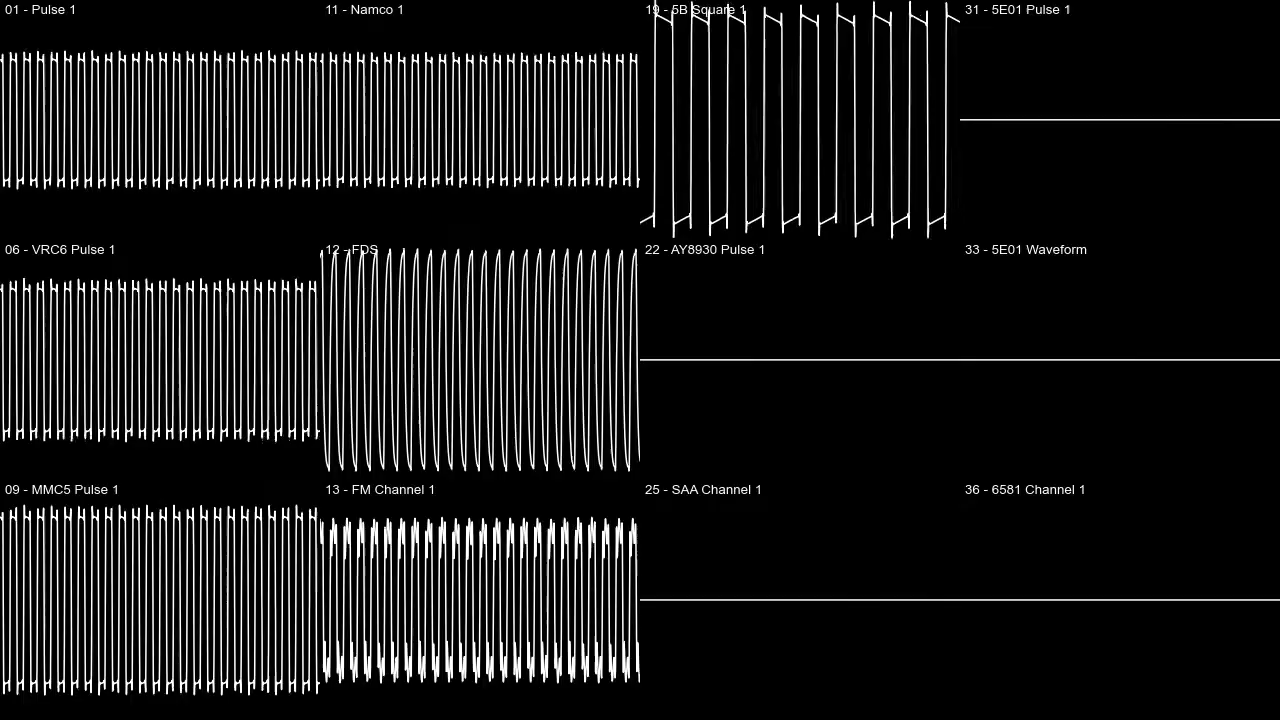 01 - Pulse 1
11 - Namco 1
19 - 5B Square 1
31 - 5E01 Pulse 1
06 - VRC6 Pulse 1
12 - FDS
22 - AY8930 Pulse 1
33 - 5E01 Waveform
09 - MMC5 Pulse 1
13 - FM Channel 1
25 - SAA Channel 1
36 - 6581 Channel 1